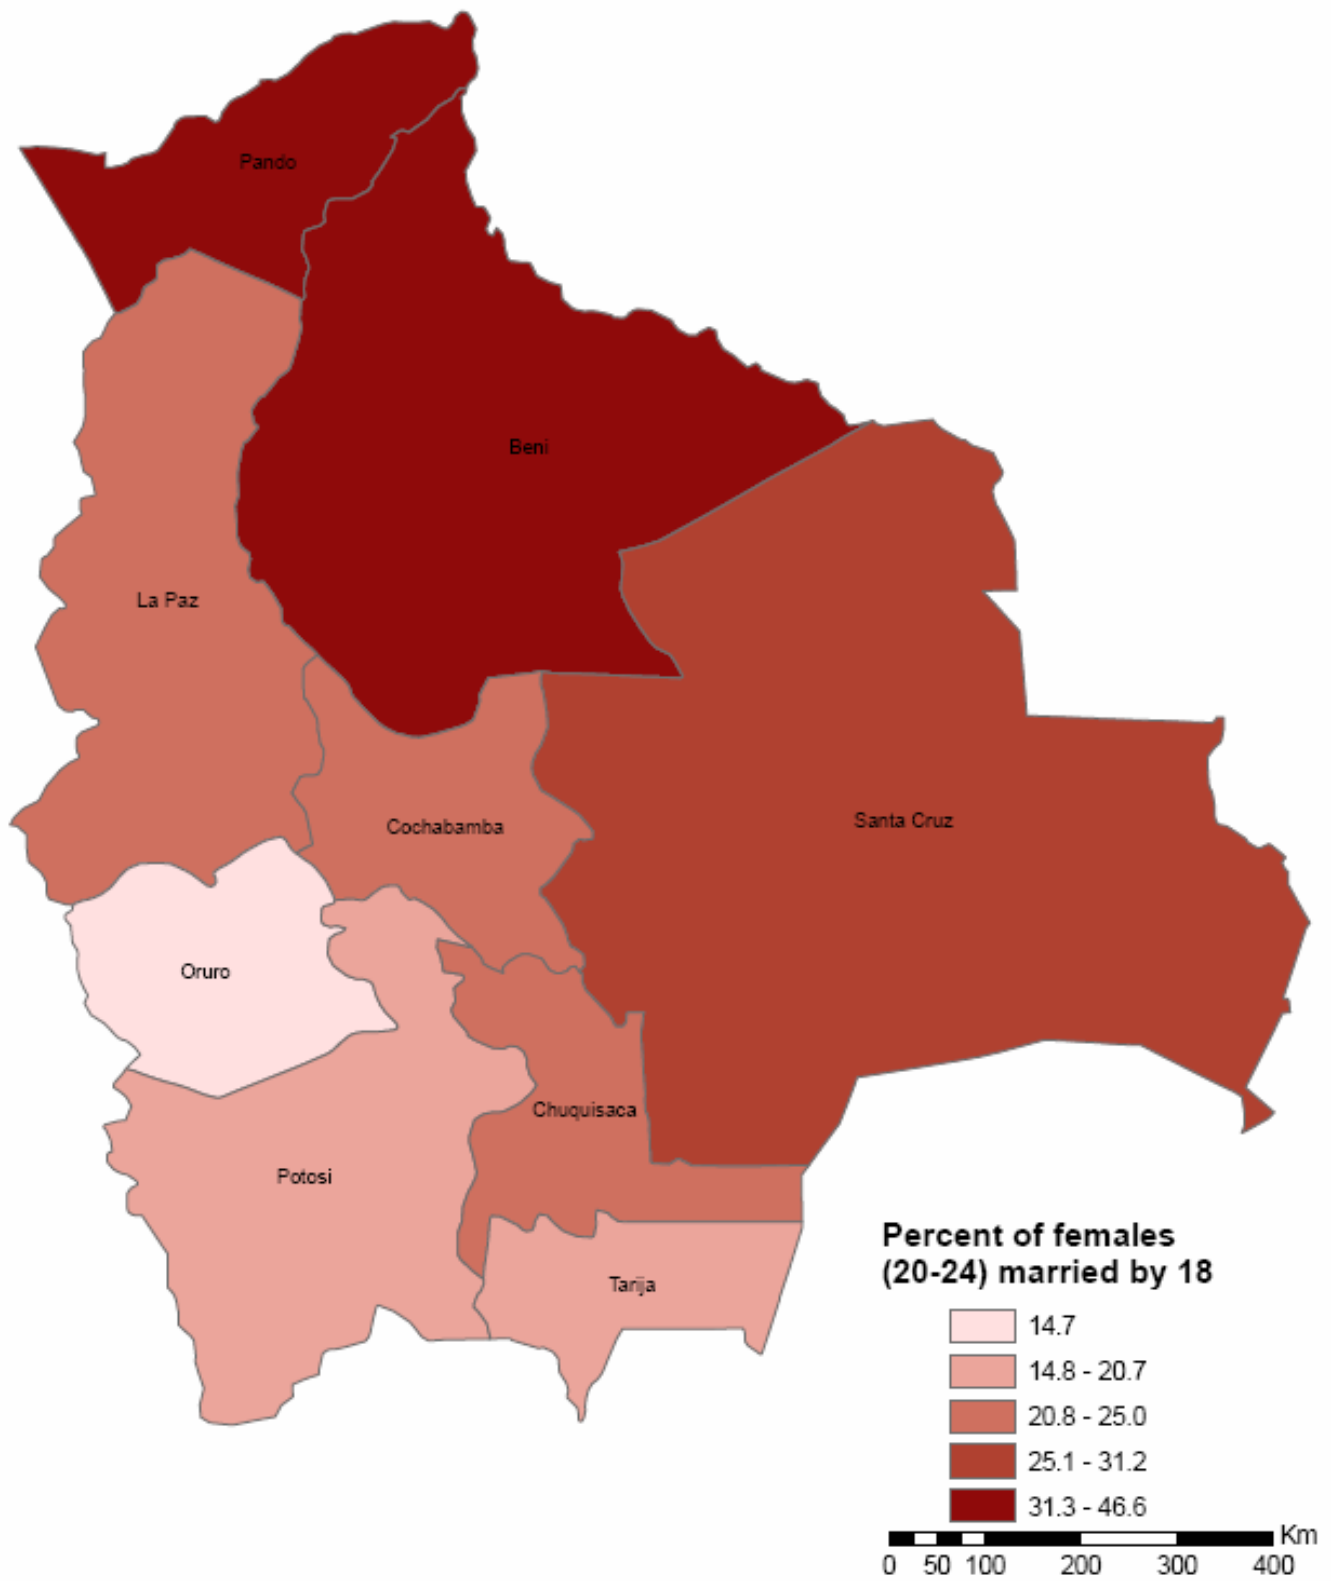 Pando
Beni
La Paz
Cochabamba
Santa Cruz
Oruro
Chuquisaca
Potosi
Tarija
Percent of females
(20-24) married by 18
14.7
14.8 - 20.7
20.8 - 25.0
25.1 - 31.2
31.3 - 46.6
Km
0 50 100 200 300 400